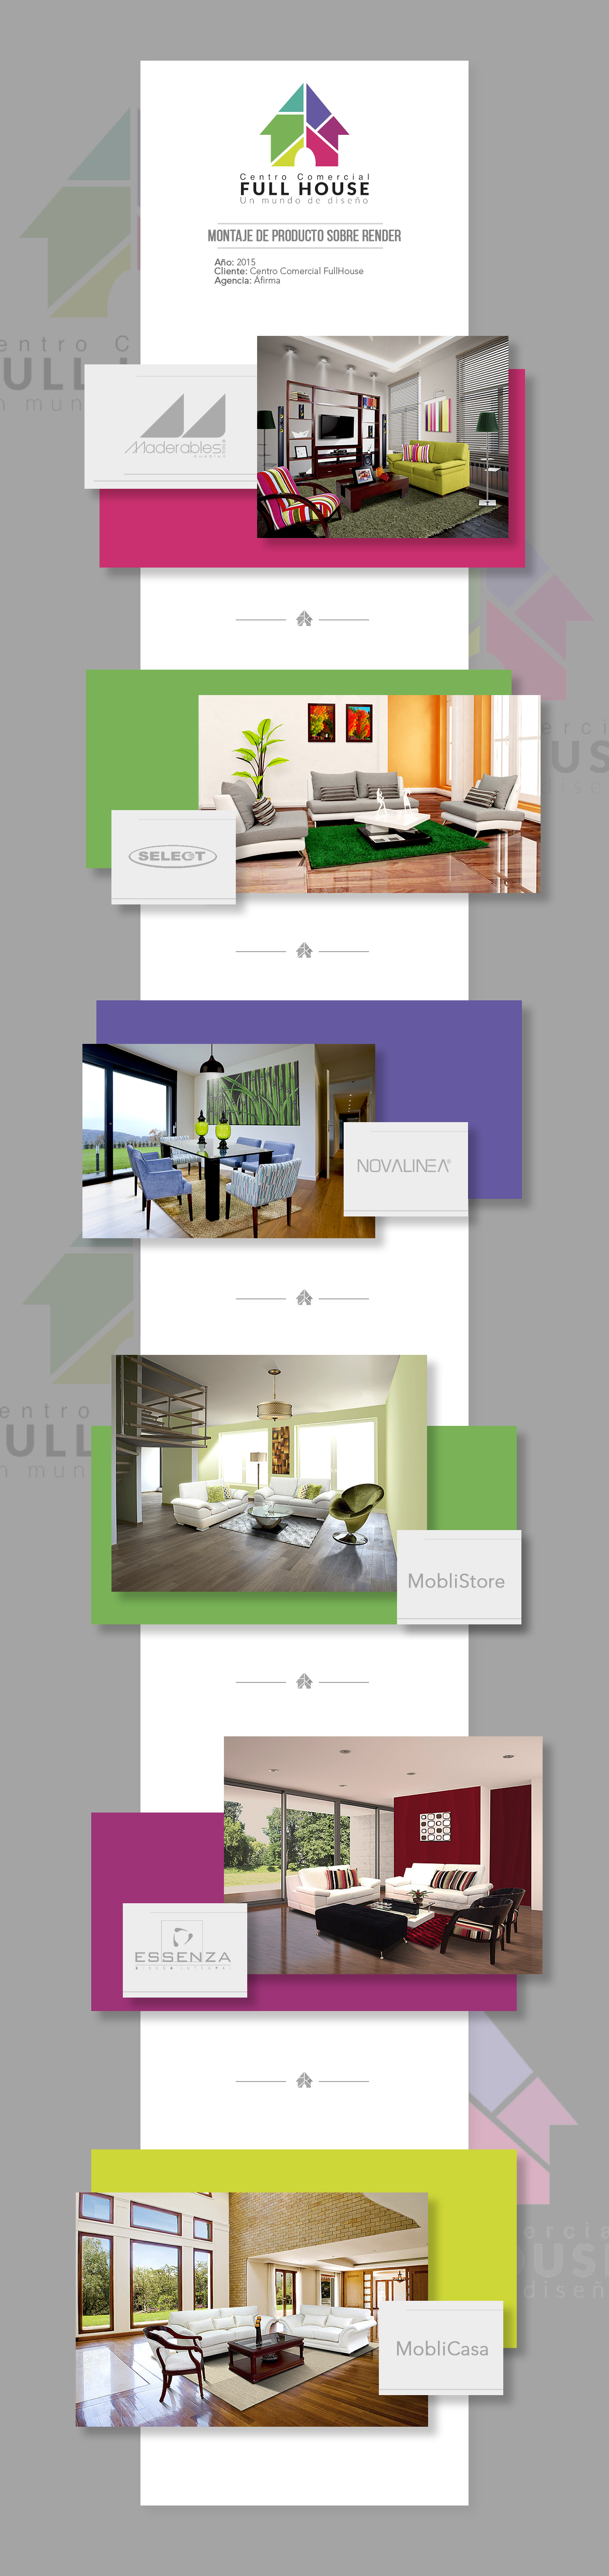 Centro Comercial
FULL HOUSE
Un mundo de diseño
MONTAJE DE PRODUCTO SOBRE RENDER
Año: 2015
Cliente: Centro Comercial FullHouse
Agencia: Afirma
Maderables
SELECT
NOVALINEA®
MobliStore
ESSENZA
MobliCasa